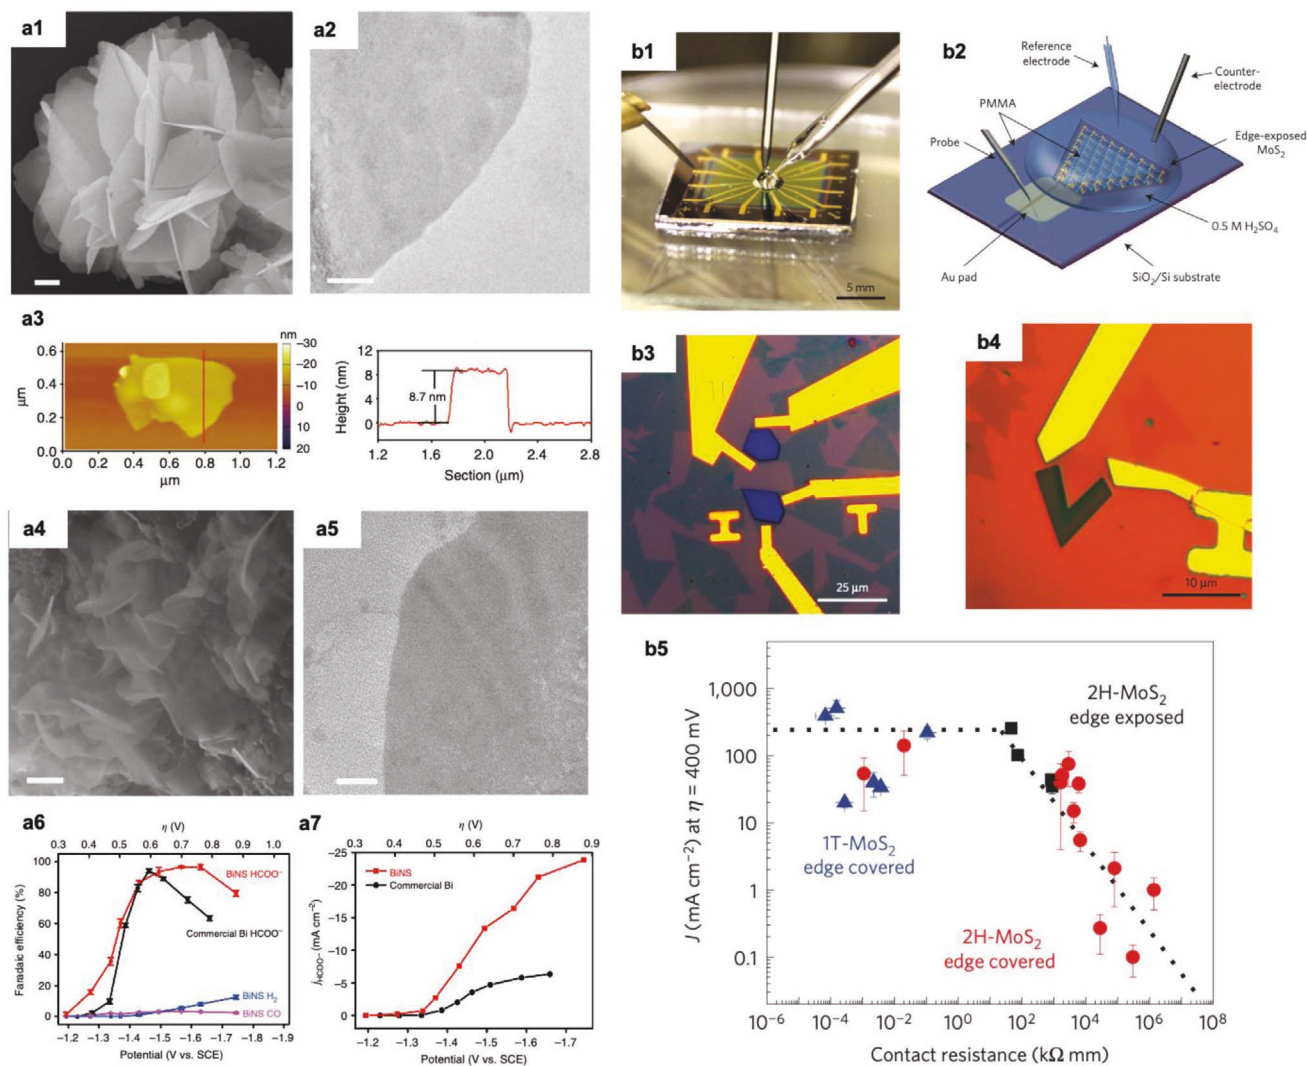 a1
a2
b1
5 mm
b2
Reference
electrode
Counter-
electrode
PMMA
Probe
Edge-exposed
MoS₂
0.5 M H₂SO₄
Au pad
SiO₂/Si substrate
a3
nm
−30
−20
−10
0
10
20
0.6
0.4
0.2
0.0
μm
0.0 0.2 0.4 0.6 0.8 1.0 1.2
μm
12
8
4
0
Height (nm)
8.7 nm
1.2 1.6 2.0 2.4 2.8
Section (μm)
b3
25 μm
b4
10 μm
a4
a5
a6
η (V)
0.3 0.4 0.5 0.6 0.7 0.8 0.9 1.0
100
80
60
40
20
0
Faradaic efficiency (%)
BiNS HCOO⁻
Commercial Bi HCOO⁻
BiNS H₂
BiNS CO
−1.2 −1.3 −1.4 −1.5 −1.6 −1.7 −1.8 −1.9
Potential (V vs. SCE)
a7
η (V)
0.3 0.4 0.5 0.6 0.7 0.8 0.9
−25
−20
−15
−10
−5
0
jHCOO⁻ (mA cm⁻²)
BiNS
Commercial Bi
−1.2 −1.3 −1.4 −1.5 −1.6 −1.7
Potential (V vs. SCE)
b5
1,000
100
10
1
0.1
J (mA cm⁻²) at η = 400 mV
2H-MoS₂
edge exposed
1T-MoS₂
edge covered
2H-MoS₂
edge covered
10⁻⁶ 10⁻⁴ 10⁻² 10⁰ 10² 10⁴ 10⁶ 10⁸
Contact resistance (kΩ mm)